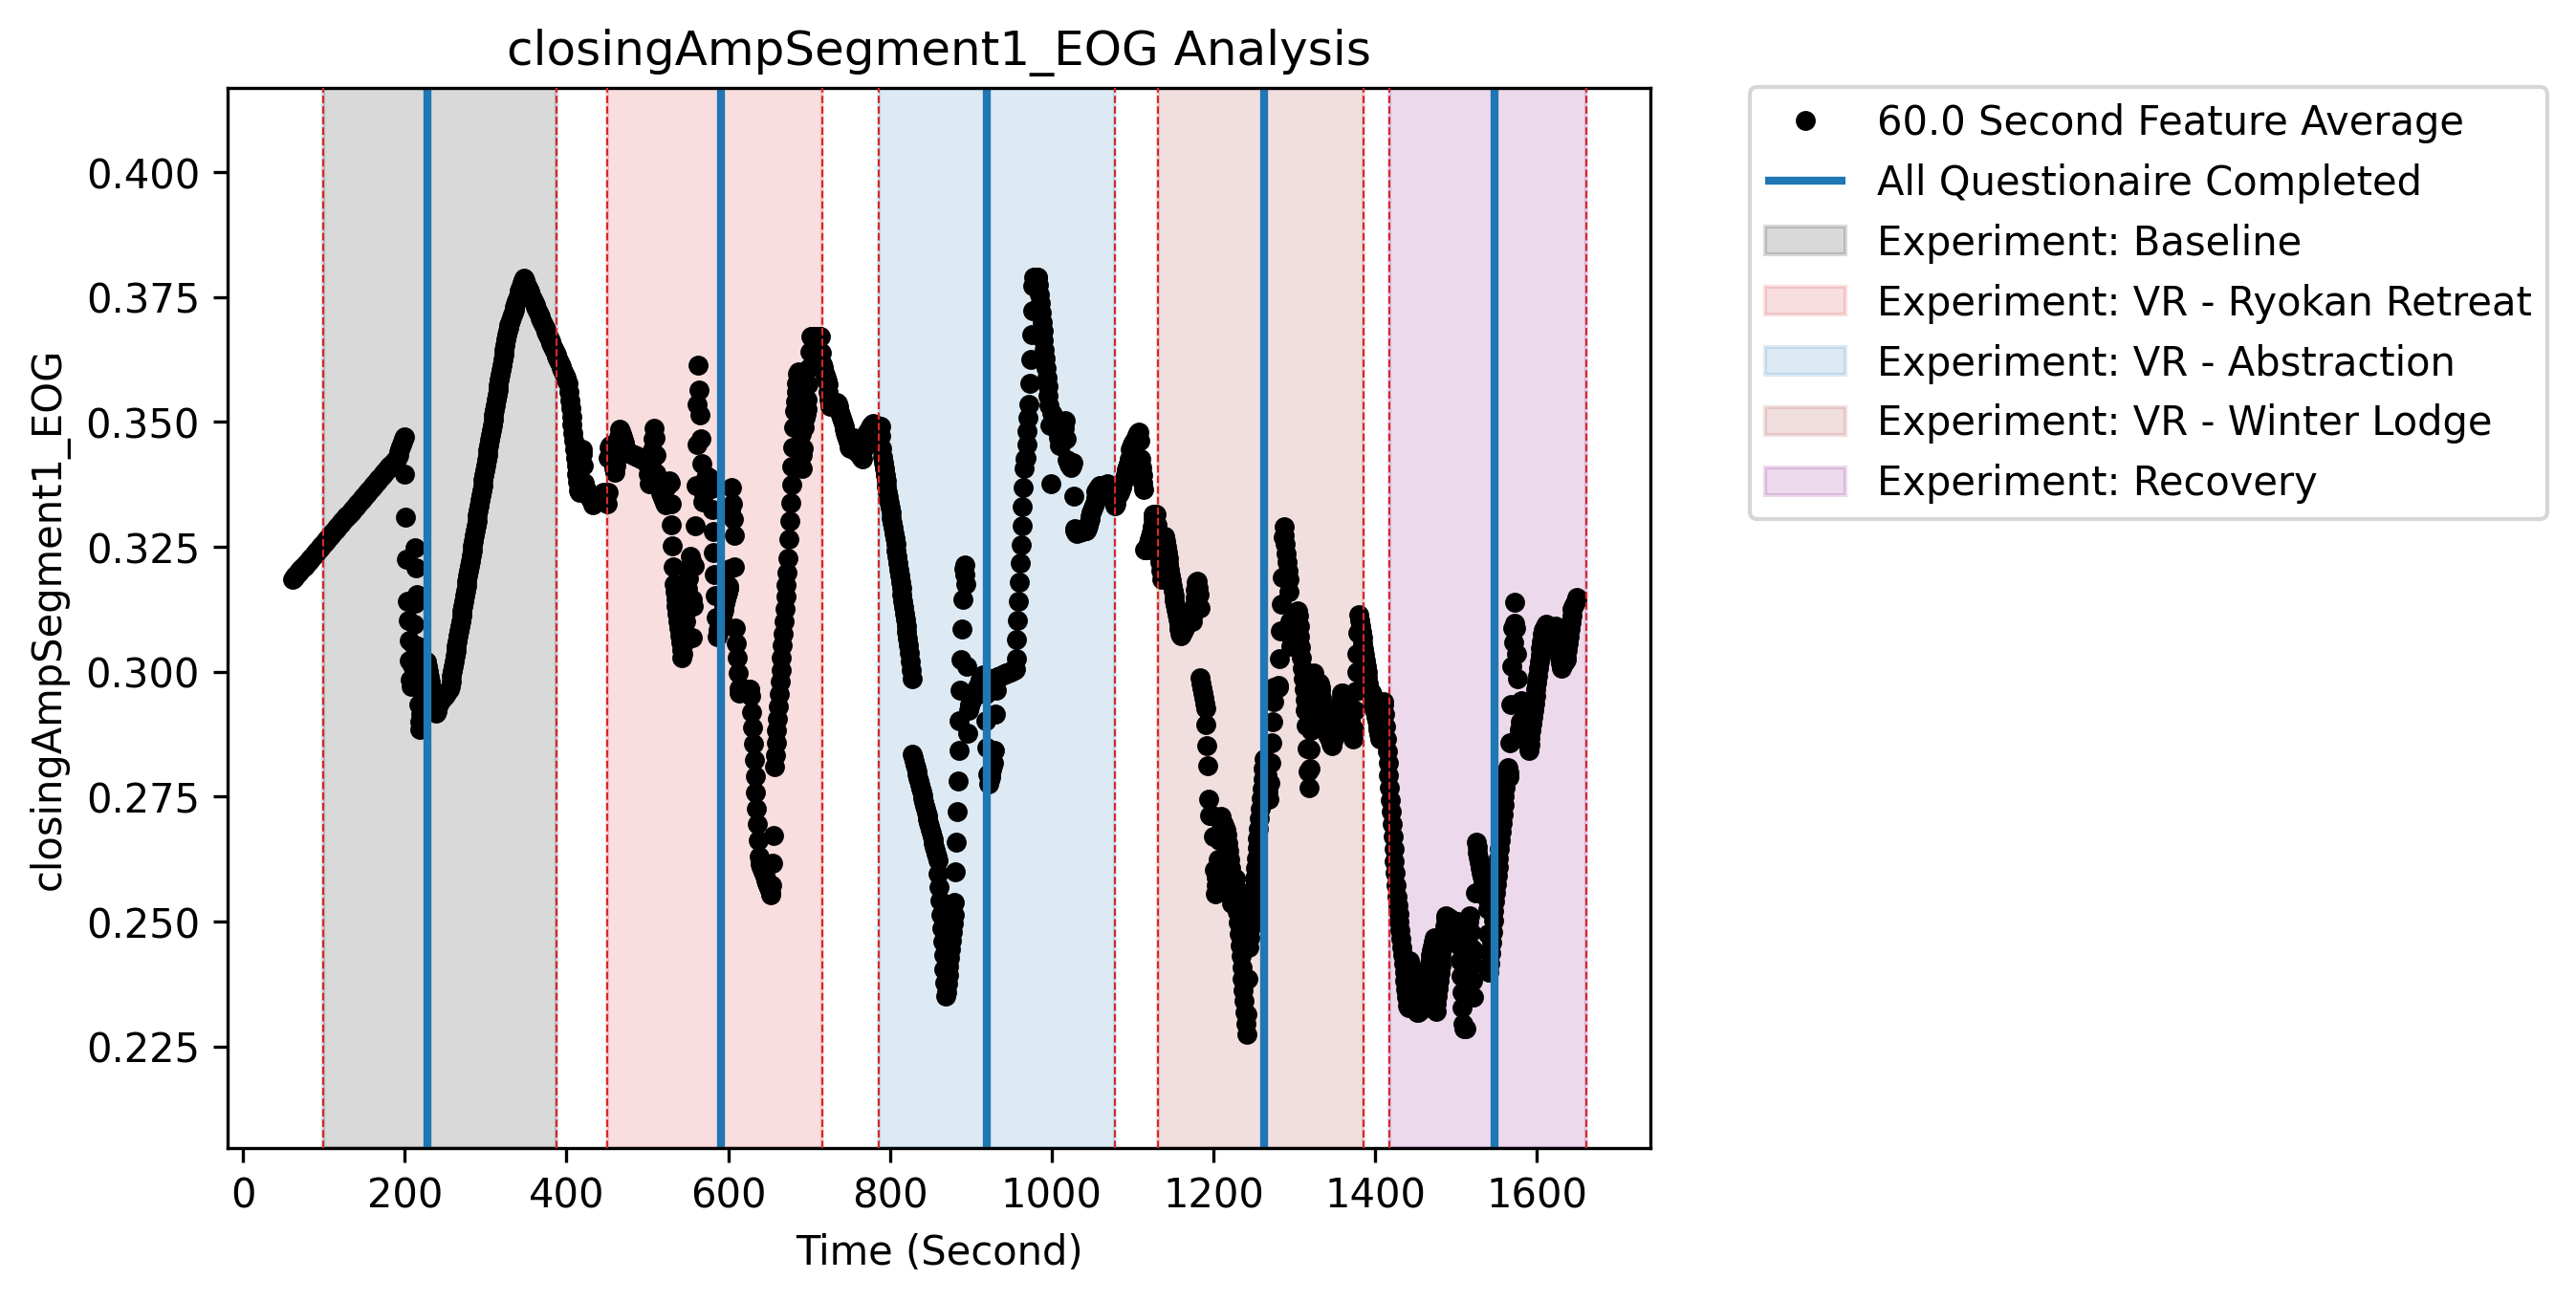 closingAmpSegment1_EOG Analysis
closingAmpSegment1_EOG
0.400
0.375
0.350
0.325
0.300
0.275
0.250
0.225
0 200 400 600 800 1000 1200 1400 1600
Time (Second)
60.0 Second Feature Average
All Questionaire Completed
Experiment: Baseline
Experiment: VR - Ryokan Retreat
Experiment: VR - Abstraction
Experiment: VR - Winter Lodge
Experiment: Recovery